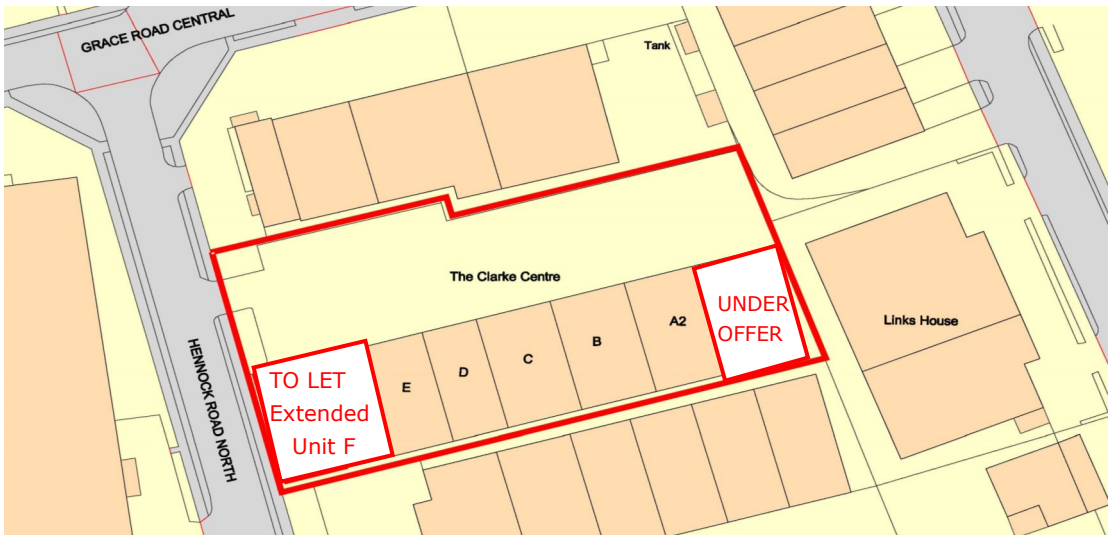 GRACE ROAD CENTRAL
Tank
The Clarke Centre
UNDER
OFFER
A2
B
C
D
E
Links House
HENNOCK ROAD NORTH
TO LET
Extended
Unit F